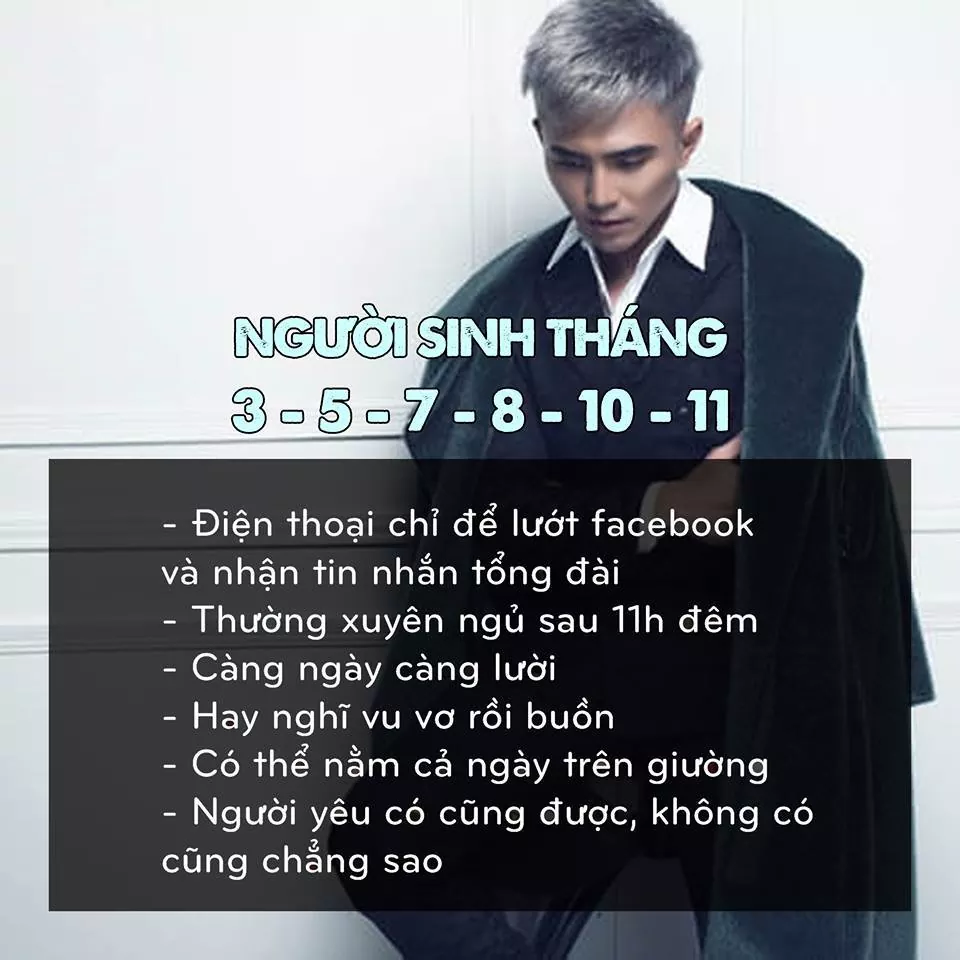 NGƯỜI SINH THÁNG
3 - 5 - 7 - 8 - 10 - 11
- Điện thoại chỉ để lướt facebook
và nhận tin nhắn tổng đài
- Thường xuyên ngủ sau 11h đêm
- Càng ngày càng lười
- Hay nghĩ vu vơ rồi buồn
- Có thể nằm cả ngày trên giường
- Người yêu có cũng được, không có
cũng chẳng sao